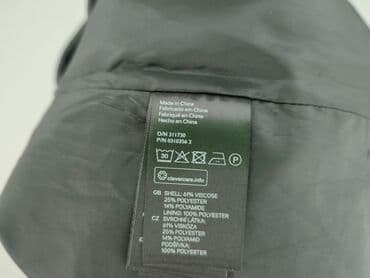 Made in China
Fabricado em China
Fabriqué en Chine
Hecho en China
O/N 311730
P/N 0310356 2
30 P
clevercare.info
GB SHELL: 61% VISCOSE
25% POLYESTER
14% POLYAMIDE
LINING: 100% POLYESTER
CZ SVRCHNÍ LÁTKA:
61% VISKÓZA
25% POLYESTER
14% POLYAMID
PODŠÍVKA:
100% POLYESTER